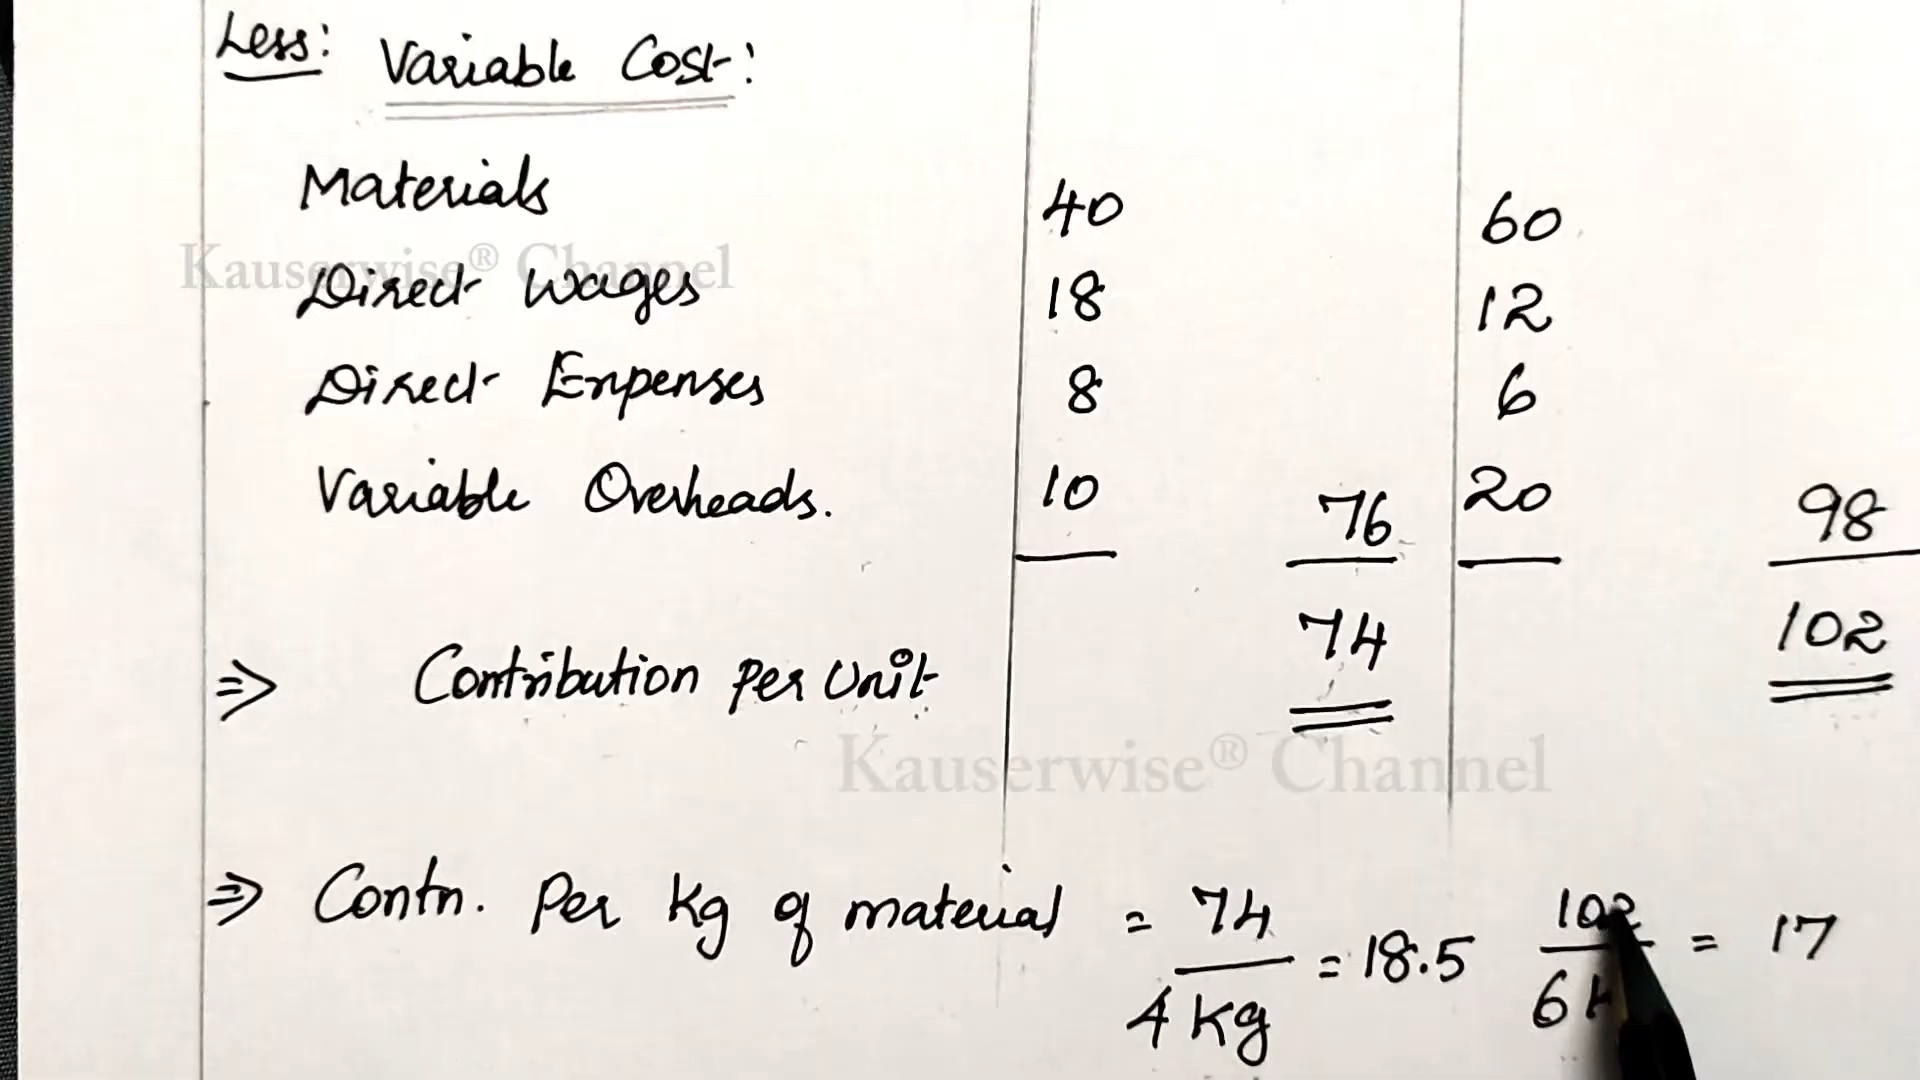 Less: Variable Cost:
Materials 40 60
Kauserwise® Channel
Direct Wages 18 12
Direct Expenses 8 6
Variable Overheads. 10 76 20 98
⇒ Contribution Per Unit 74 102
Kauserwise® Channel
⇒ Contn. Per Kg of material = 74 / 4 Kg = 18.5 102 / 6 = 17